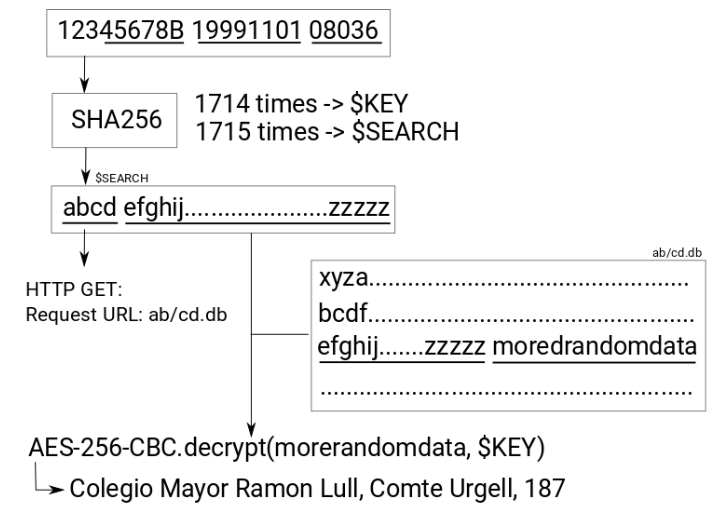 12345678B 19991101 08036
SHA256
1714 times -> $KEY
1715 times -> $SEARCH
$SEARCH
abcd efghij.......................zzzzz
HTTP GET:
Request URL: ab/cd.db
ab/cd.db
xyza.................................................
bcdf..................................................
efghij.......zzzzz moredrandomdata
.........................................................
AES-256-CBC.decrypt(morerandomdata, $KEY)
Colegio Mayor Ramon Lull, Comte Urgell, 187